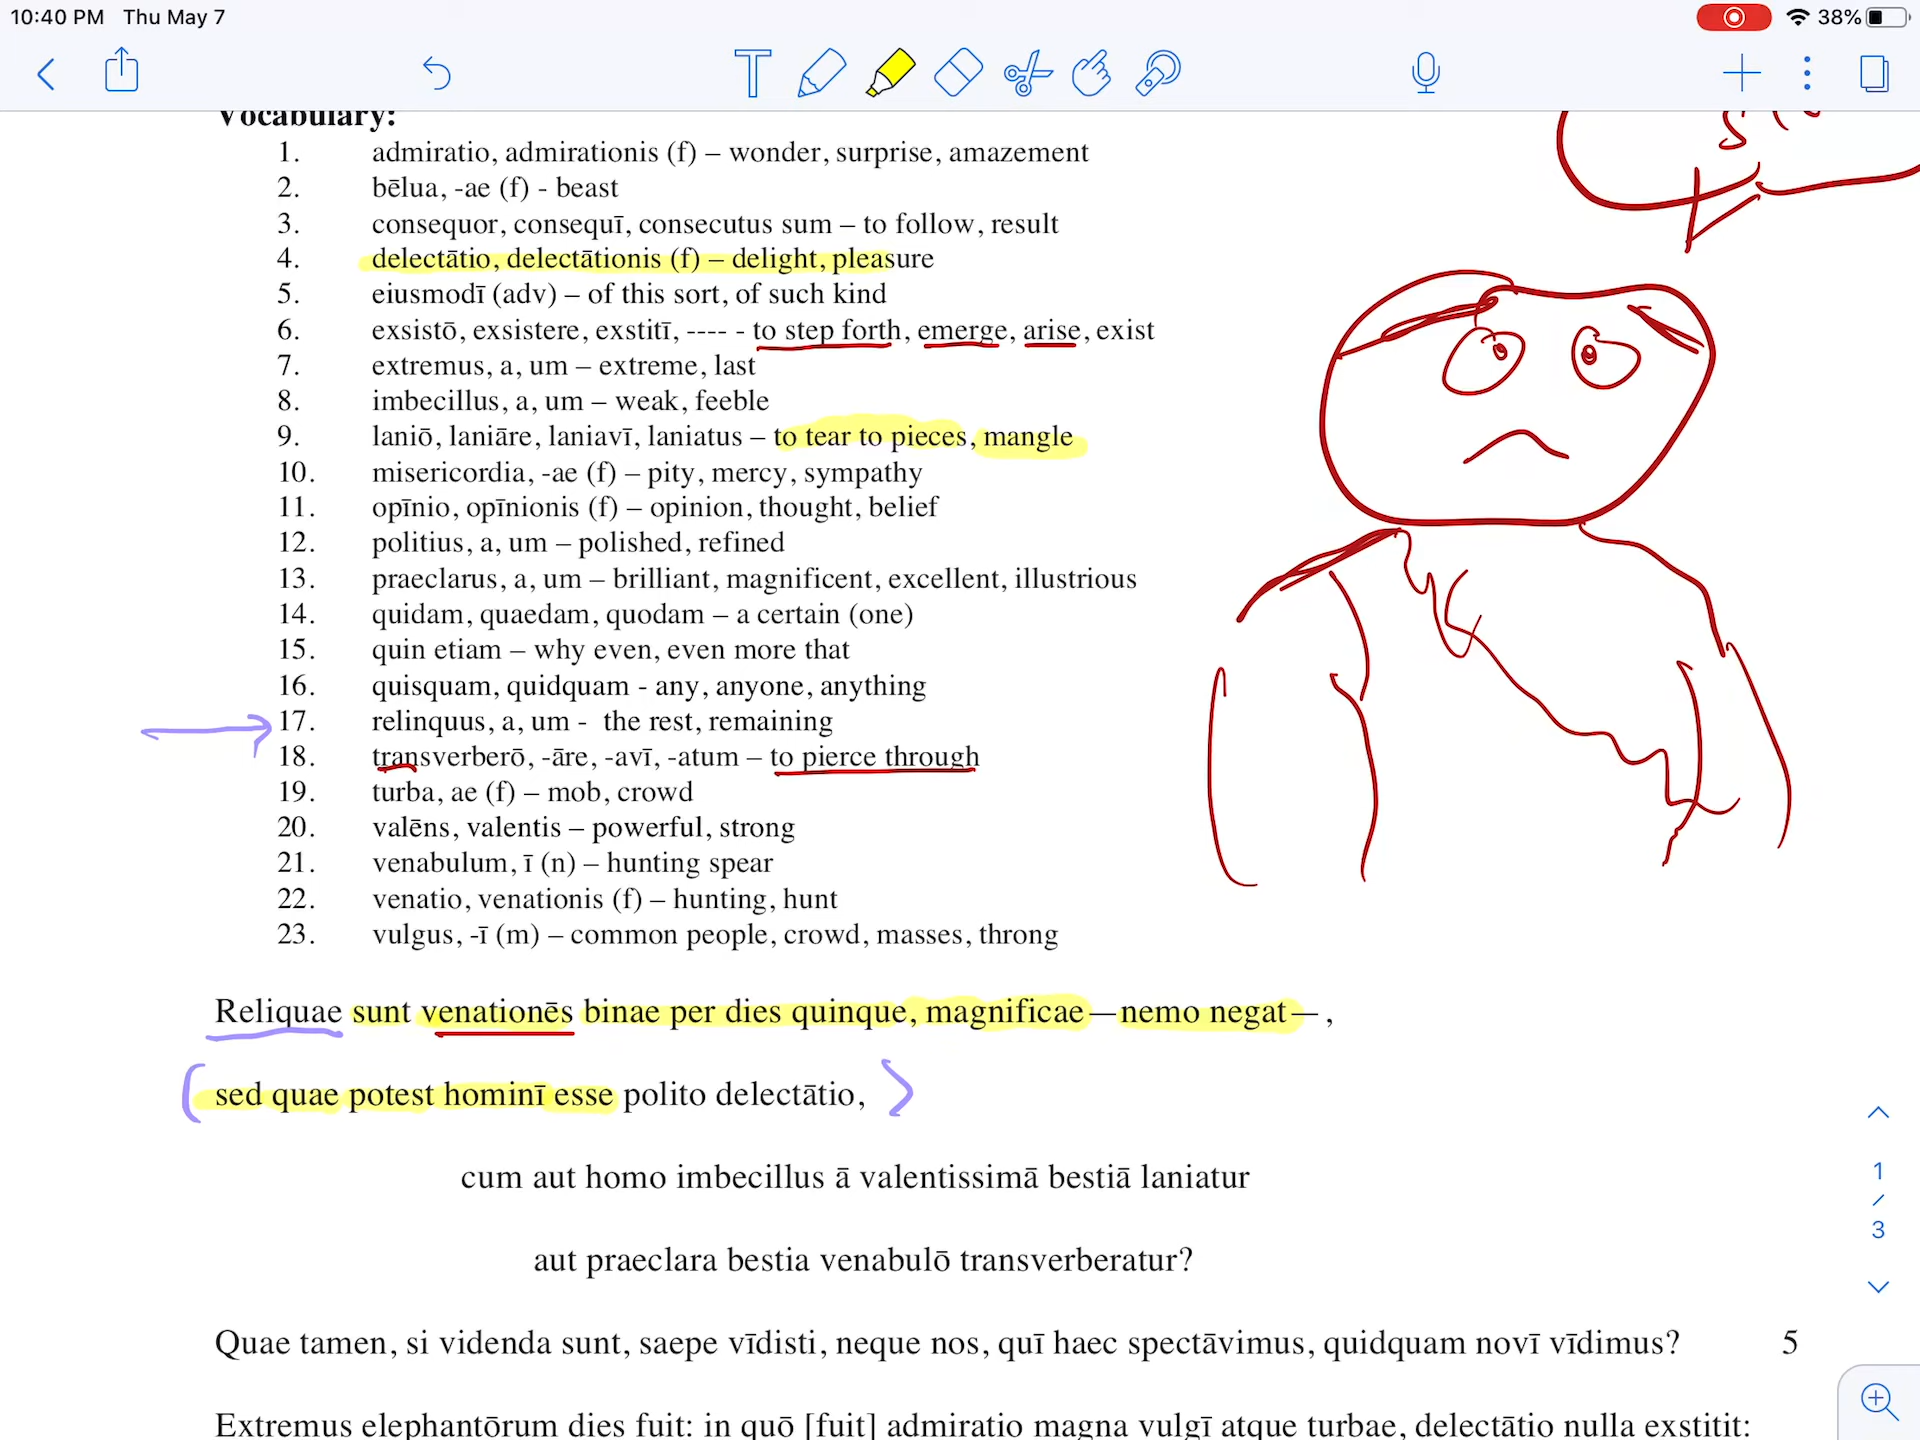 10:40 PM Thu May 7
38%
Vocabulary:
1. admiratio, admirationis (f) – wonder, surprise, amazement
2. bēlua, -ae (f) - beast
3. consequor, consequī, consecutus sum – to follow, result
4. delectātio, delectātionis (f) – delight, pleasure
5. eiusmodī (adv) – of this sort, of such kind
6. exsistō, exsistere, exstitī, ---- - to step forth, emerge, arise, exist
7. extremus, a, um – extreme, last
8. imbecillus, a, um – weak, feeble
9. laniō, laniāre, laniavī, laniatus – to tear to pieces, mangle
10. misericordia, -ae (f) – pity, mercy, sympathy
11. opīnio, opīnionis (f) – opinion, thought, belief
12. politius, a, um – polished, refined
13. praeclarus, a, um – brilliant, magnificent, excellent, illustrious
14. quidam, quaedam, quodam – a certain (one)
15. quin etiam – why even, even more that
16. quisquam, quidquam - any, anyone, anything
17. relinquus, a, um - the rest, remaining
18. transverberō, -āre, -avī, -atum – to pierce through
19. turba, ae (f) – mob, crowd
20. valēns, valentis – powerful, strong
21. venabulum, ī (n) – hunting spear
22. venatio, venationis (f) – hunting, hunt
23. vulgus, -ī (m) – common people, crowd, masses, throng
Reliquae sunt venationēs binae per dies quinque, magnificae—nemo negat—,
sed quae potest hominī esse polito delectātio,
cum aut homo imbecillus ā valentissimā bestiā laniatur
aut praeclara bestia venabulō transverberatur?
Quae tamen, si videnda sunt, saepe vīdisti, neque nos, quī haec spectāvimus, quidquam novī vīdimus? 5
Extremus elephantōrum dies fuit: in quō [fuit] admiratio magna vulgī atque turbae, delectātio nulla exstitit:
1
/
3